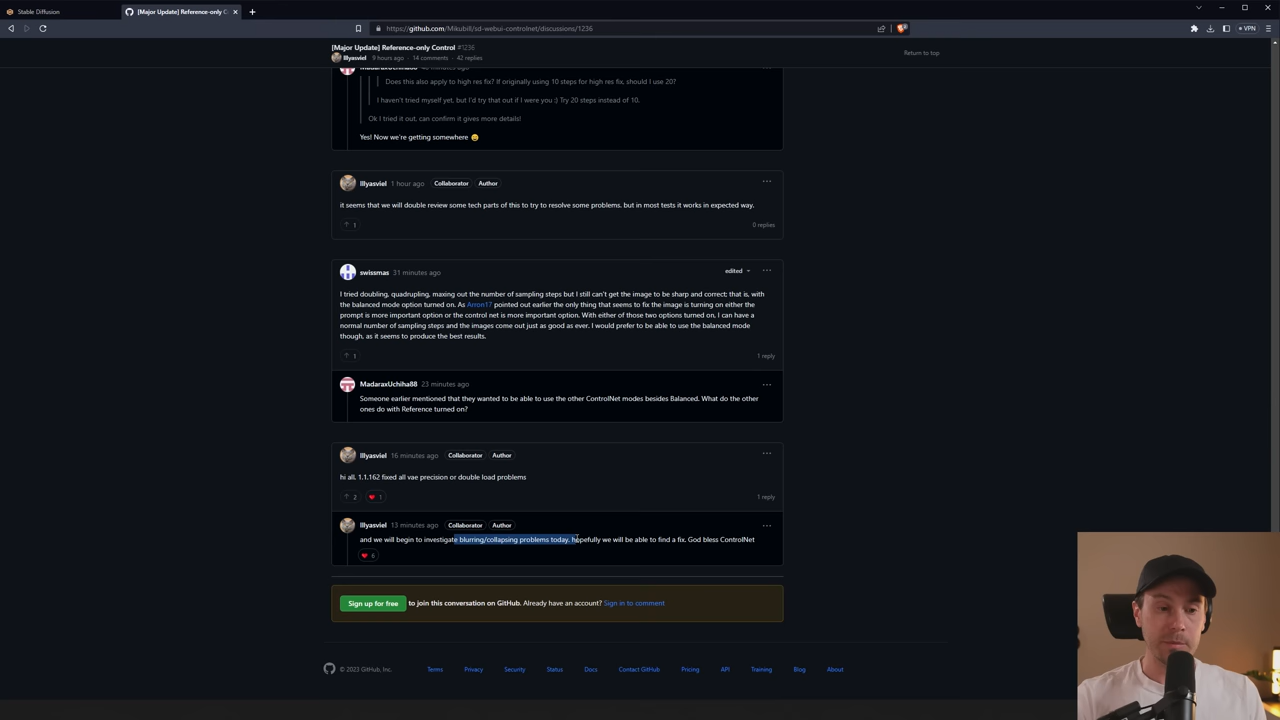 Stable Diffusion
[Major Update] Reference-only C
https://github.com/Mikubill/sd-webui-controlnet/discussions/1236
VPN
[Major Update] Reference-only Control #1236
lllyasviel 9 hours ago · 14 comments · 42 replies
Return to top
Does this also apply to high res fix? If originally using 10 steps for high res fix, should I use 20?
I haven't tried myself yet, but I'd try that out if I were you :) Try 20 steps instead of 10.
Ok I tried it out, can confirm it gives more details!
Yes! Now we're getting somewhere 😄
lllyasviel 1 hour ago Collaborator Author
it seems that we will double review some tech parts of this to try to resolve some problems. but in most tests it works in expected way.
1
0 replies
swissmas 31 minutes ago
edited
I tried doubling, quadrupling, maxing out the number of sampling steps but I still can't get the image to be sharp and correct; that is, with
the balanced mode option turned on. As Arron17 pointed out earlier the only thing that seems to fix the image is turning on either the
prompt is more important option or the control net is more important option. With either of those two options turned on, I can have a
normal number of sampling steps and the images come out just as good as ever. I would prefer to be able to use the balanced mode
though, as it seems to produce the best results.
1
1 reply
MadaraxUchiha88 23 minutes ago
Someone earlier mentioned that they wanted to be able to use the other ControlNet modes besides Balanced. What do the other
ones do with Reference turned on?
lllyasviel 16 minutes ago Collaborator Author
hi all. 1.1.162 fixed all vae precision or double load problems
2 ❤️ 1
1 reply
lllyasviel 13 minutes ago Collaborator Author
and we will begin to investigate blurring/collapsing problems today. hopefully we will be able to find a fix. God bless ControlNet
❤️ 6
Sign up for free to join this conversation on GitHub. Already have an account? Sign in to comment
© 2023 GitHub, Inc.
Terms
Privacy
Security
Status
Docs
Contact GitHub
Pricing
API
Training
Blog
About